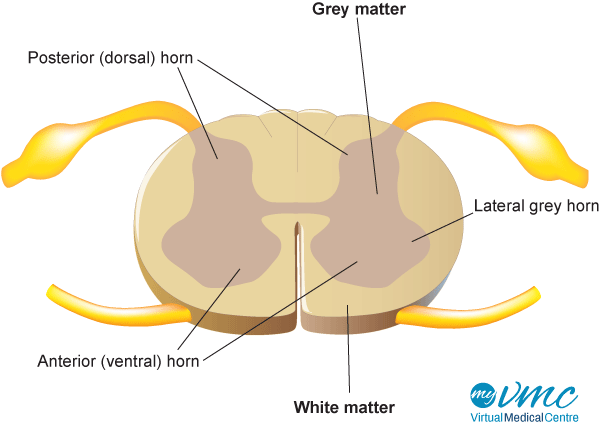 Grey matter
Posterior (dorsal) horn
Lateral grey horn
Anterior (ventral) horn
White matter
my vmc
VirtualMedicalCentre